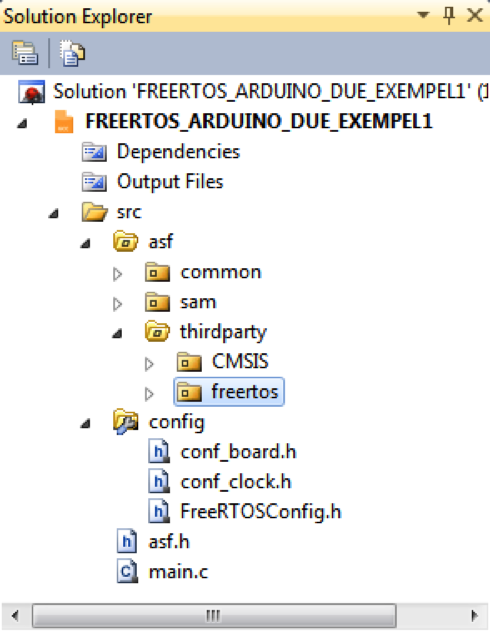 Solution Explorer
Solution 'FREERTOS_ARDUINO_DUE_EXEMPEL1' (1
FREERTOS_ARDUINO_DUE_EXEMPEL1
Dependencies
Output Files
src
asf
common
sam
thirdparty
CMSIS
freertos
config
conf_board.h
conf_clock.h
FreeRTOSConfig.h
asf.h
main.c